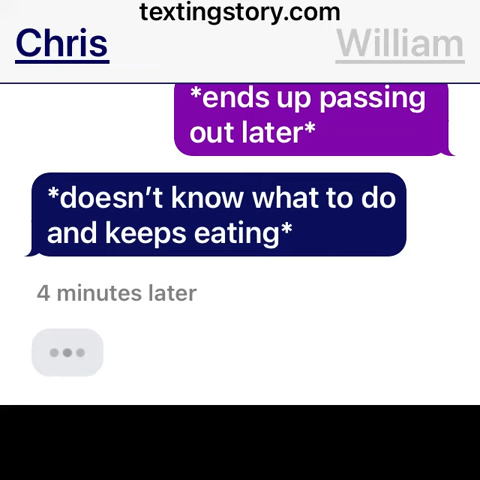 textingstory.com
Chris William
*ends up passing
out later*
*doesn’t know what to do
and keeps eating*
4 minutes later